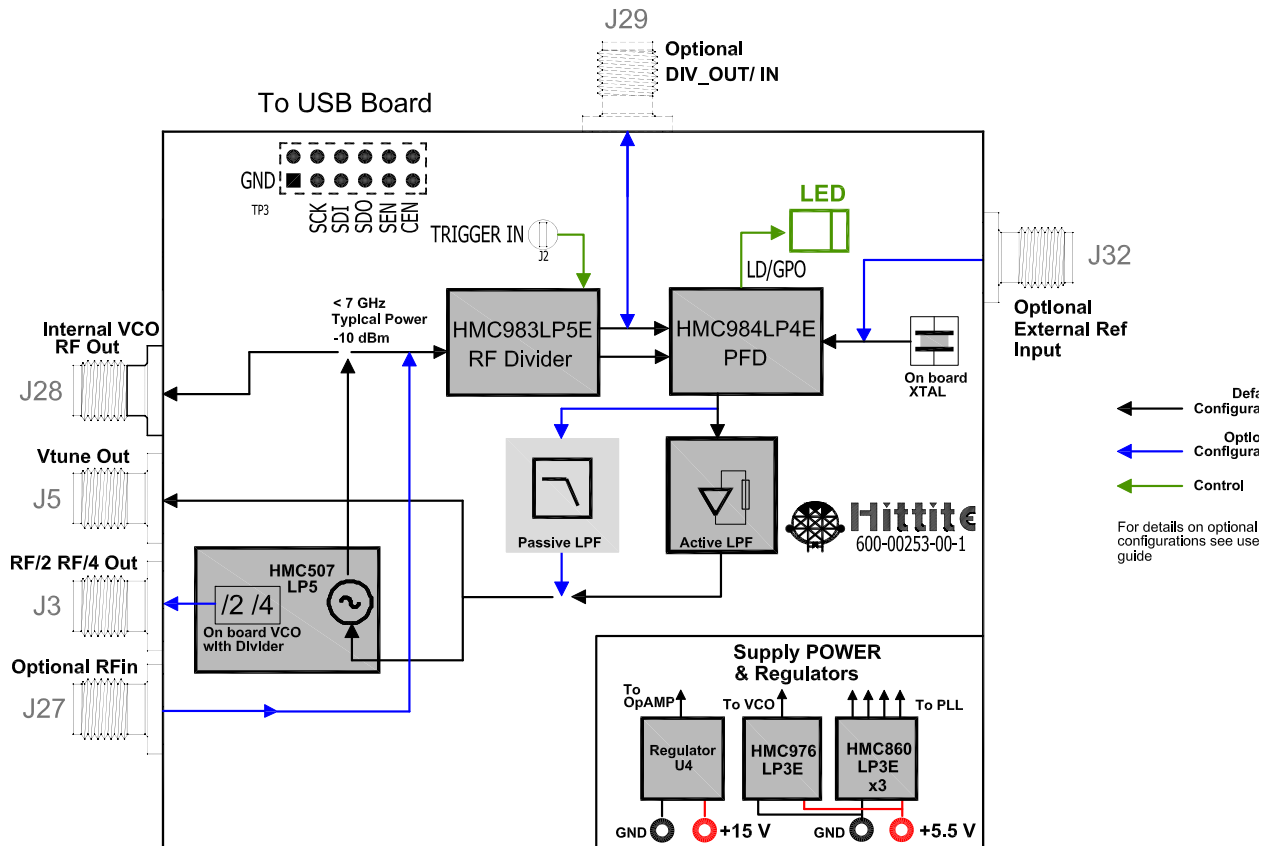 J29
Optional
DIV_OUT/ IN
To USB Board
GND
TP3
SCK
SDI
SDO
SEN
CEN
TRIGGER IN
J2
LED
LD/GPO
J32
Optional
External Ref
Input
< 7 GHz
Typical Power
-10 dBm
HMC983LP5E
RF Divider
HMC984LP4E
PFD
On board
XTAL
Internal VCO
RF Out
J28
Vtune Out
J5
RF/2 RF/4 Out
J3
Optional RFin
J27
Passive LPF
Active LPF
Hittite
600-00253-00-1
HMC507
LP5
/2 /4
On board VCO
with Divider
Configura
Configura
Control
For details on optional
configurations see use
guide
Supply POWER
& Regulators
To
OpAMP
To VCO
To PLL
Regulator
U4
HMC976
LP3E
HMC860
LP3E
x3
GND
+15 V
GND
+5.5 V